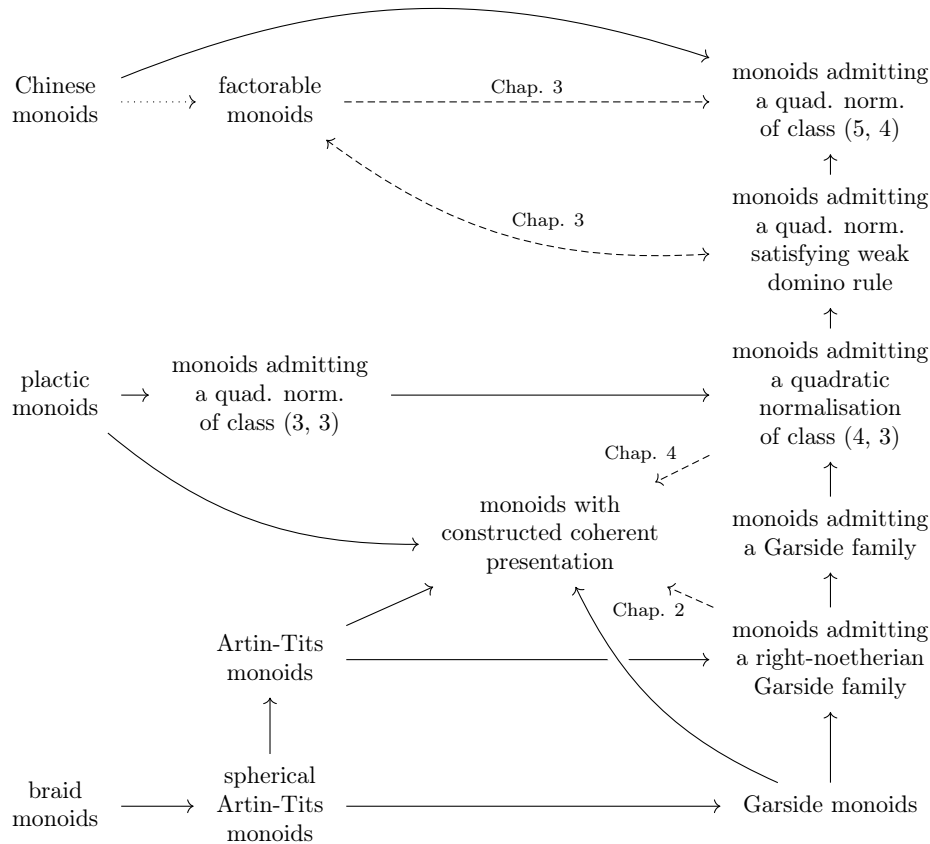 Chinese
monoids
factorable
monoids
Chap. 3
monoids admitting
a quad. norm.
of class (5, 4)
Chap. 3
monoids admitting
a quad. norm.
satisfying weak
domino rule
plactic
monoids
monoids admitting
a quad. norm.
of class (3, 3)
monoids admitting
a quadratic
normalisation
of class (4, 3)
Chap. 4
monoids with
constructed coherent
presentation
monoids admitting
a Garside family
Chap. 2
Artin-Tits
monoids
monoids admitting
a right-noetherian
Garside family
braid
monoids
spherical
Artin-Tits
monoids
Garside monoids